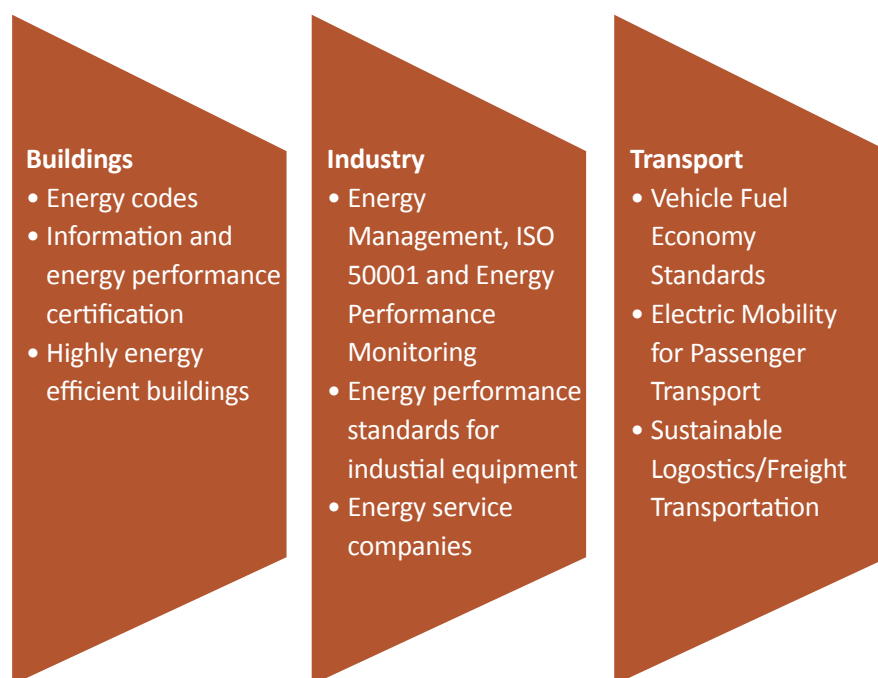 Buildings
• Energy codes
• Information and
energy performance
certification
• Highly energy
efficient buildings
Industry
• Energy
Management, ISO
50001 and Energy
Performance
Monitoring
• Energy performance
standards for
industial equipment
• Energy service
companies
Transport
• Vehicle Fuel
Economy
Standards
• Electric Mobility
for Passenger
Transport
• Sustainable
Logostics/Freight
Transportation